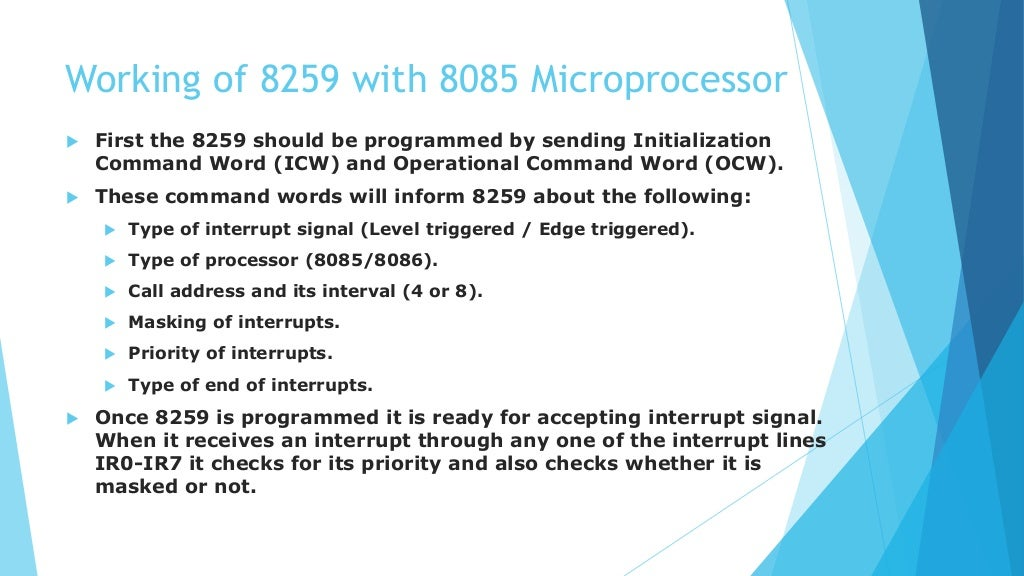 Working of 8259 with 8085 Microprocessor
First the 8259 should be programmed by sending Initialization
Command Word (ICW) and Operational Command Word (OCW).
These command words will inform 8259 about the following:
Type of interrupt signal (Level triggered / Edge triggered).
Type of processor (8085/8086).
Call address and its interval (4 or 8).
Masking of interrupts.
Priority of interrupts.
Type of end of interrupts.
Once 8259 is programmed it is ready for accepting interrupt signal.
When it receives an interrupt through any one of the interrupt lines
IR0-IR7 it checks for its priority and also checks whether it is
masked or not.